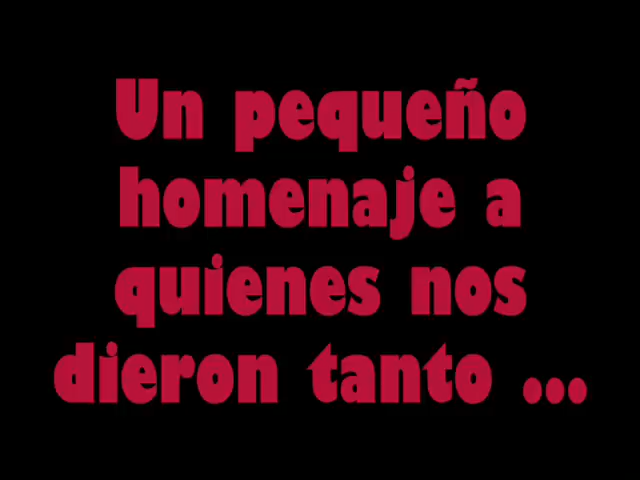 Un pequeño
homenaje a
quienes nos
dieron tanto ...